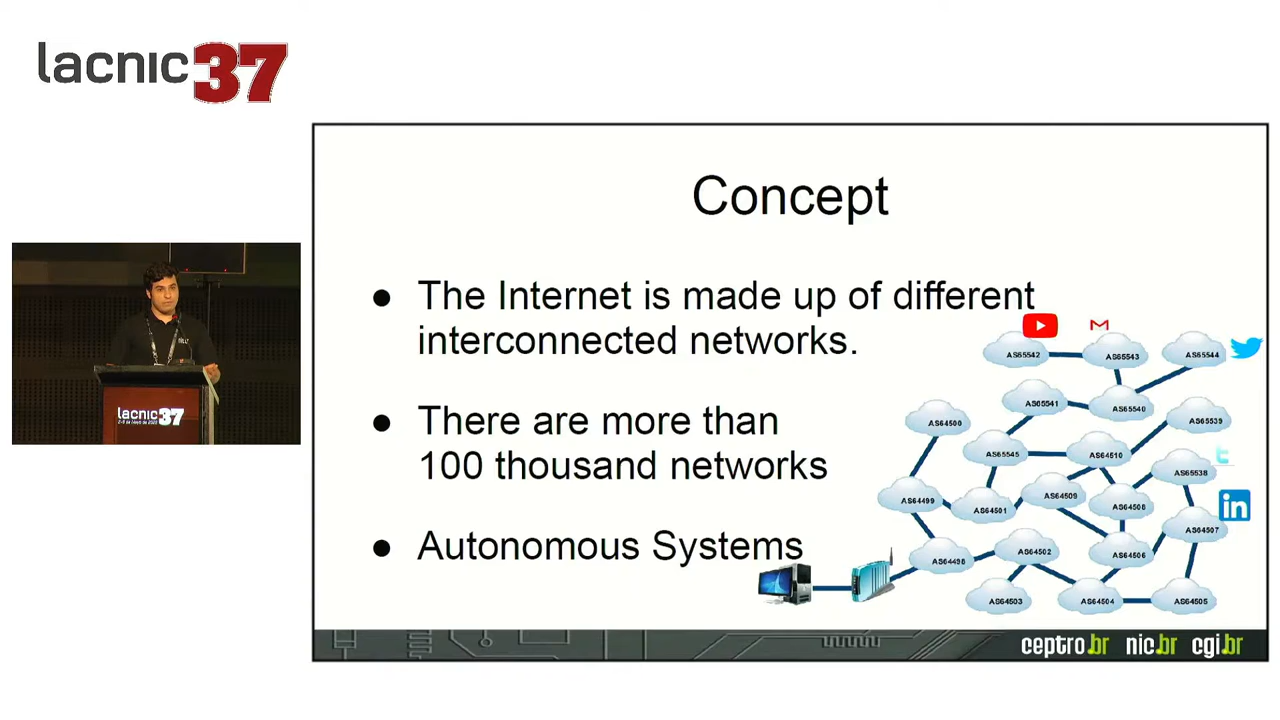 lacnic37
Concept
● The Internet is made up of different
interconnected networks.
● There are more than
100 thousand networks
● Autonomous Systems
AS65542
AS65543
AS65544
AS65541
AS65540
AS65539
AS64500
AS65545
AS64510
AS65538
AS64499
AS64501
AS64509
AS64508
AS64507
AS64498
AS64502
AS64506
AS64503
AS64504
AS64505
in
lacnic37
ceptro.br nic.br cgi.br